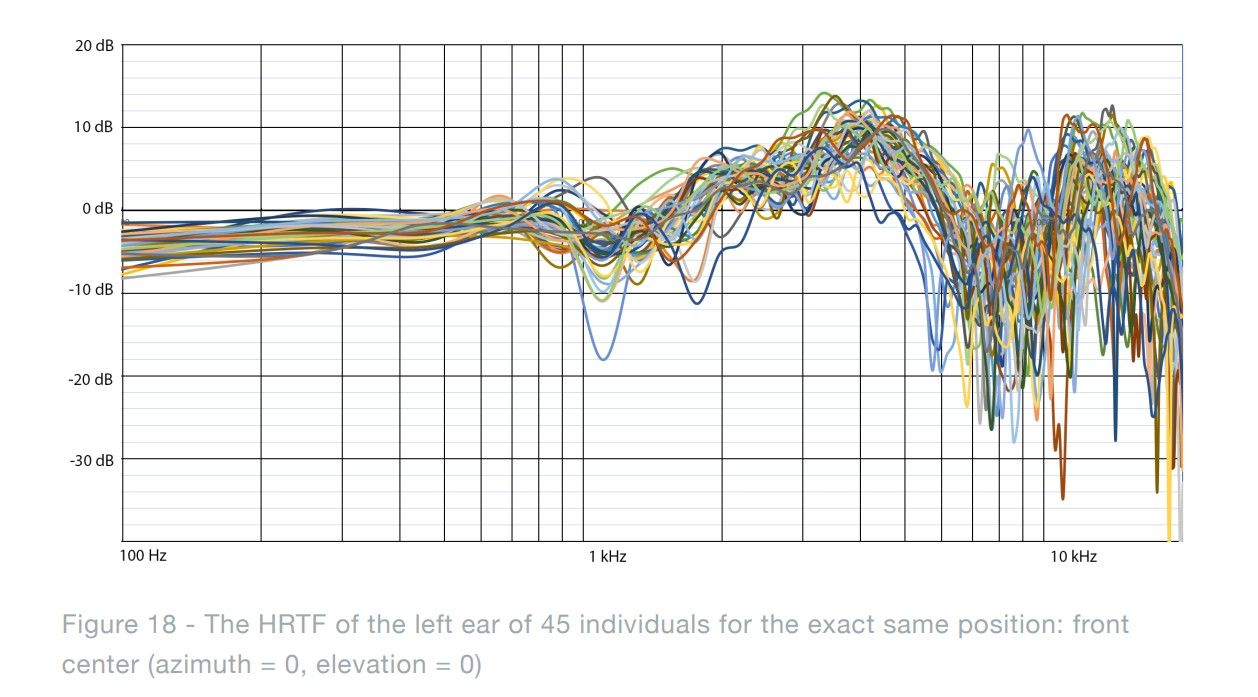 20 dB
10 dB
0 dB
-10 dB
-20 dB
-30 dB
100 Hz
1 kHz
10 kHz
Figure 18 - The HRTF of the left ear of 45 individuals for the exact same position: front
center (azimuth = 0, elevation = 0)